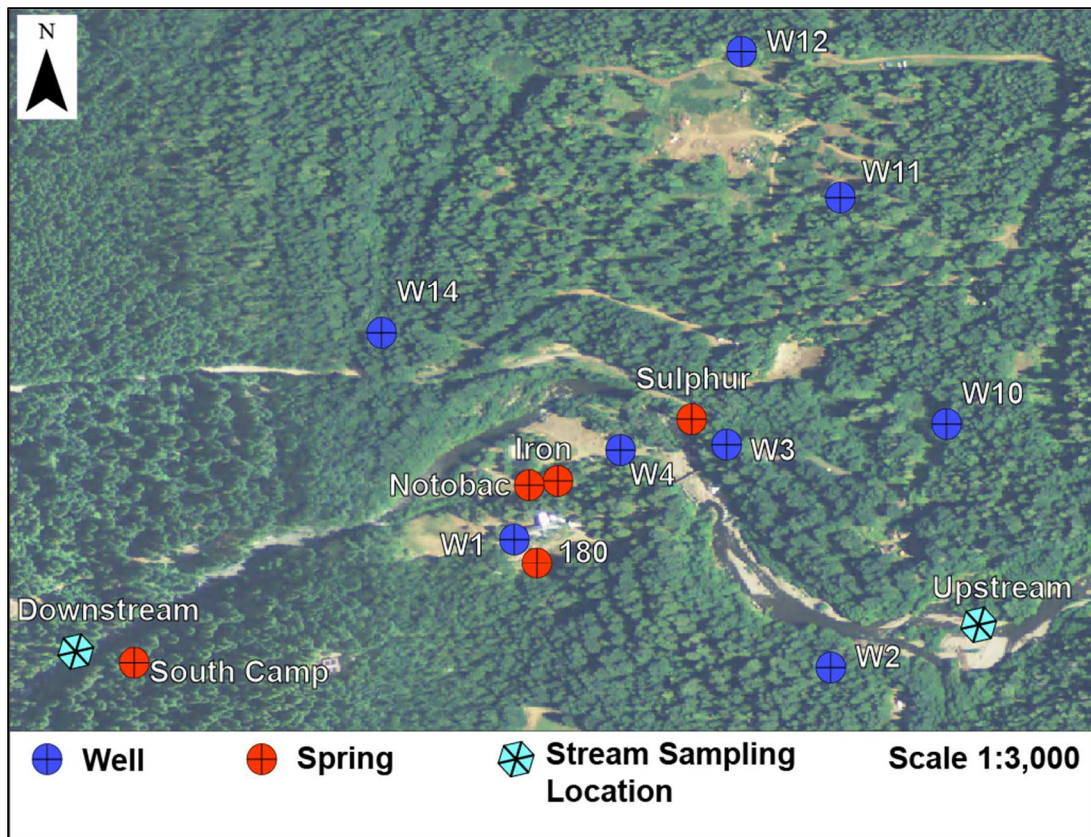 N
W12
W11
W14
Sulphur
W10
Iron
W3
W4
Notobac
W1
180
Downstream
Upstream
South Camp
W2
Well
Spring
Stream Sampling
Location
Scale 1:3,000